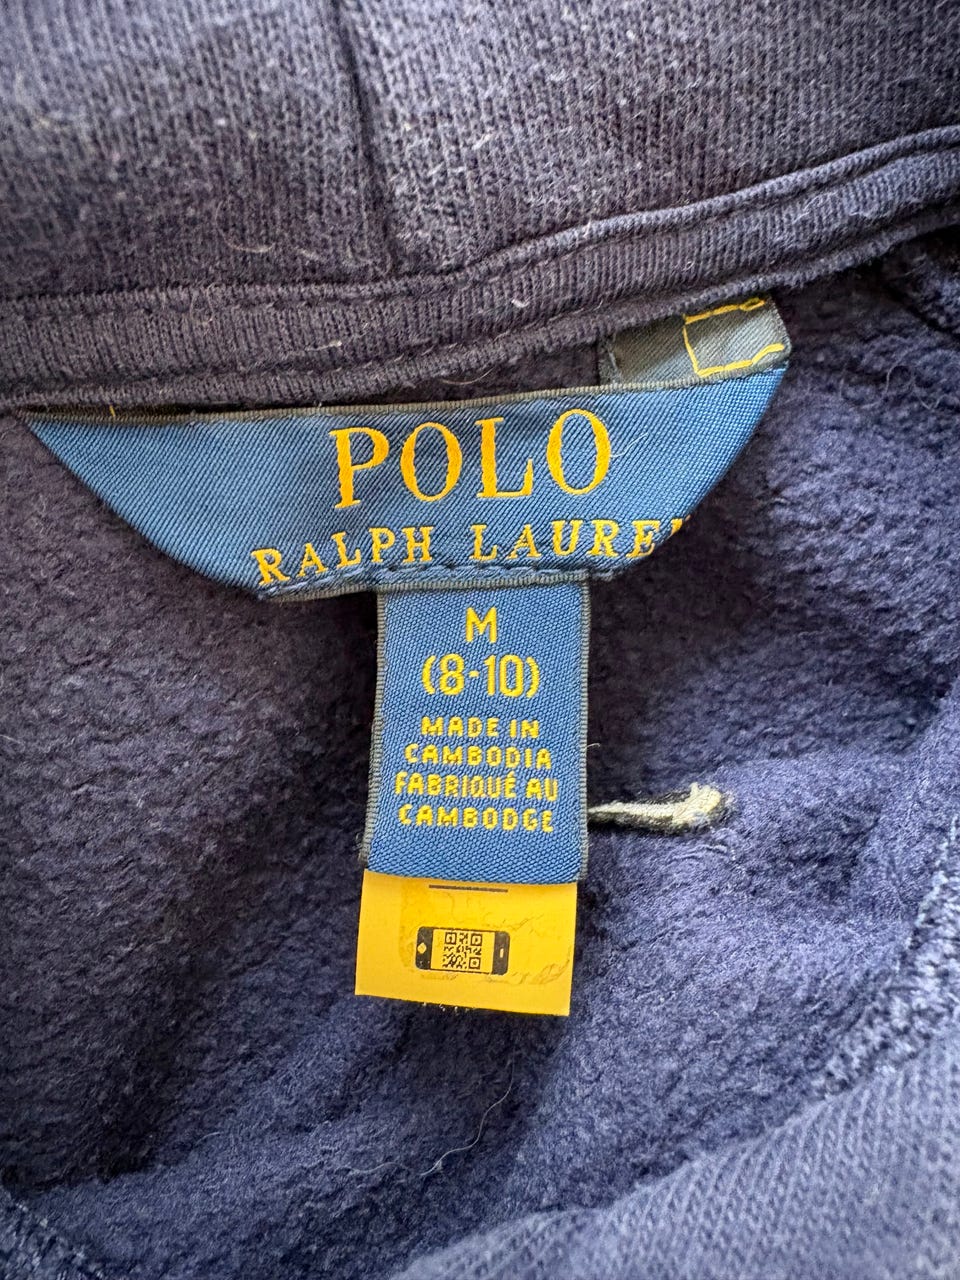 POLO
RALPH LAUREN
M
(8-10)
MADE IN
CAMBODIA
FABRIQUÉ AU
CAMBODGE